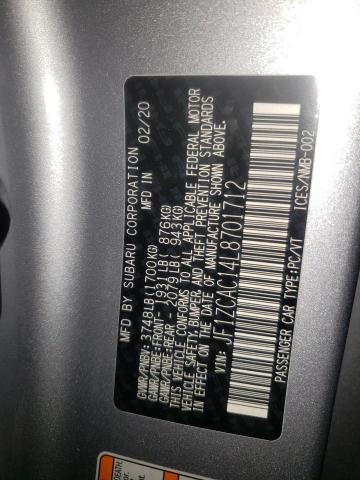 MFD. BY SUBARU CORPORATION
MFD. IN 02/20
GVWR/PNBV: 3748LB(1700KG)
GAWR/PNBE:FRONT- 1931LB( 876KG)
GAWR/PNBE:REAR - 2079LB( 943KG)
THIS VEHICLE CONFORMS TO ALL APPLICABLE FEDERAL MOTOR
VEHICLE SAFETY,BUMPER,AND THEFT PREVENTION STANDARDS
IN EFFECT ON THE DATE OF MANUFACTURE SHOWN ABOVE.
VIN: JF1ZCAC14L8701712
ICES/NMB-002
PASSENGER CAR TYPE:PC/VT
DEATH